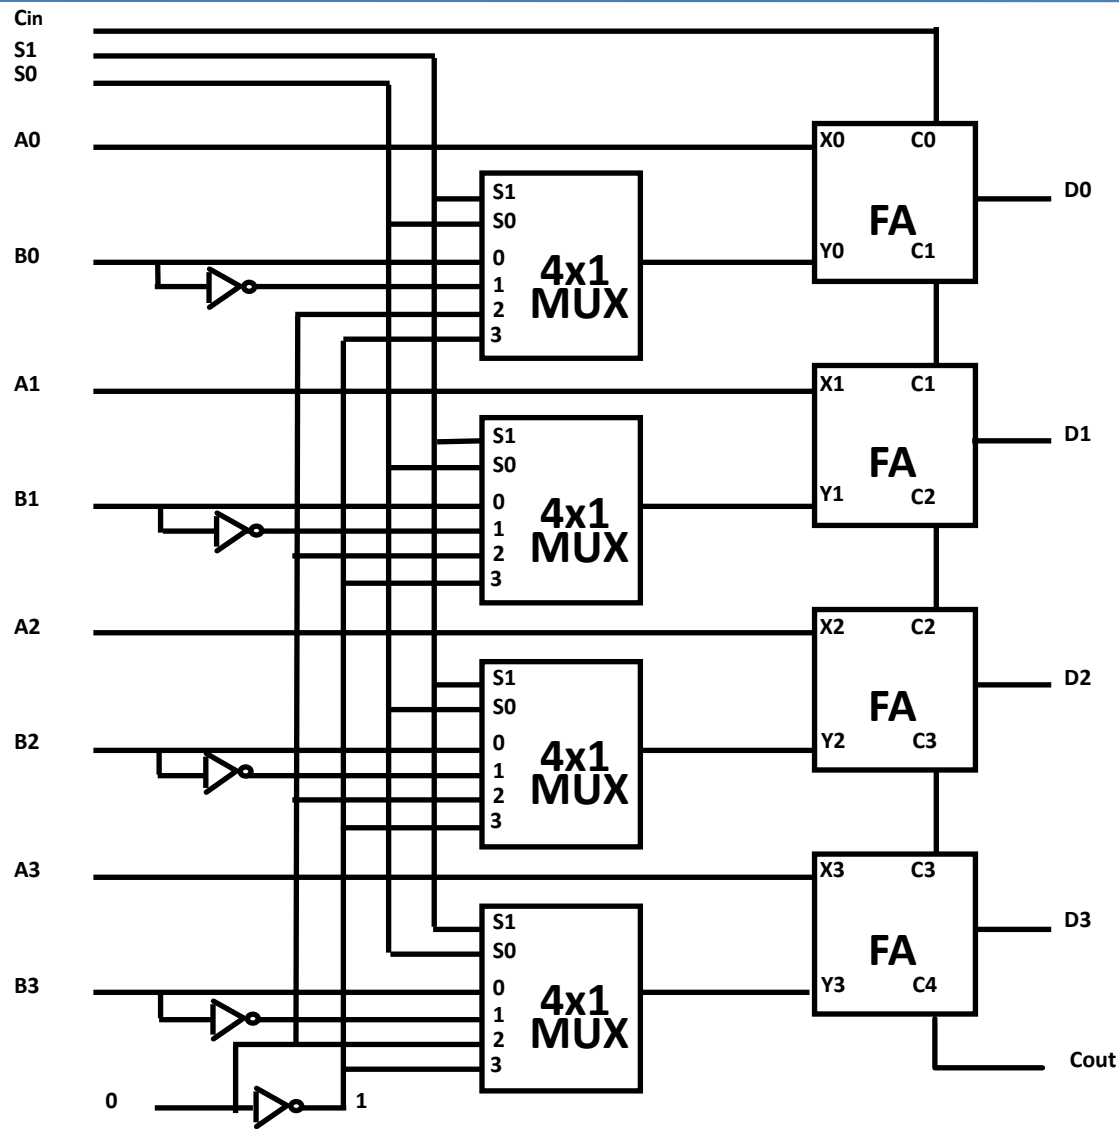 Cin
S1
S0
A0
X0 C0
S1
D0
S0
FA
B0
0
4x1
Y0 C1
1
MUX
2
3
A1
X1 C1
S1
D1
S0
FA
B1
0
4x1
Y1 C2
1
MUX
2
3
A2
X2 C2
S1
D2
S0
FA
B2
0
4x1
Y2 C3
1
MUX
2
3
A3
X3 C3
S1
D3
S0
FA
B3
0
4x1
Y3 C4
1
MUX
2
3
Cout
0
1